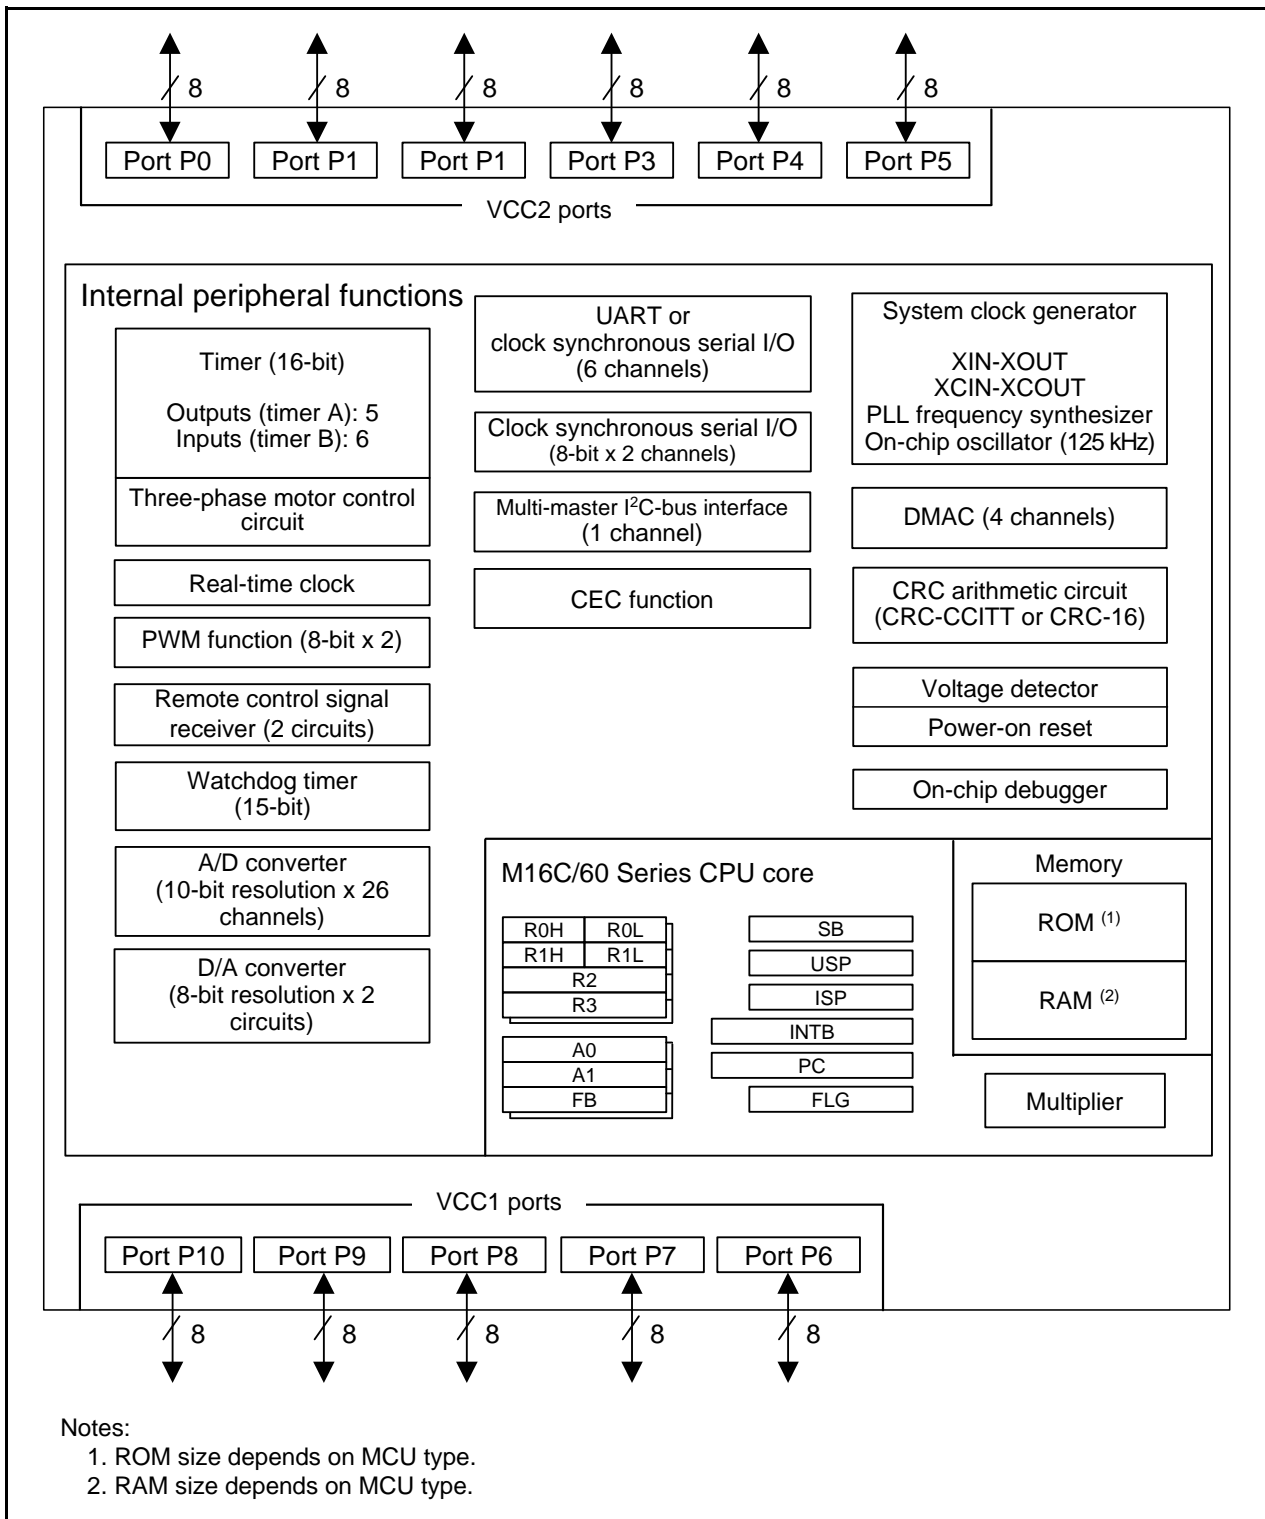 8 8 8 8 8 8
Port P0 Port P1 Port P1 Port P3 Port P4 Port P5
VCC2 ports
Internal peripheral functions
Timer (16-bit)
Outputs (timer A): 5
Inputs (timer B): 6
Three-phase motor control
circuit
Real-time clock
PWM function (8-bit x 2)
Remote control signal
receiver (2 circuits)
Watchdog timer
(15-bit)
A/D converter
(10-bit resolution x 26
channels)
D/A converter
(8-bit resolution x 2
circuits)
UART or
clock synchronous serial I/O
(6 channels)
Clock synchronous serial I/O
(8-bit x 2 channels)
Multi-master I²C-bus interface
(1 channel)
CEC function
System clock generator
XIN-XOUT
XCIN-XCOUT
PLL frequency synthesizer
On-chip oscillator (125 kHz)
DMAC (4 channels)
CRC arithmetic circuit
(CRC-CCITT or CRC-16)
Voltage detector
Power-on reset
On-chip debugger
M16C/60 Series CPU core
R0H R0L
R1H R1L
R2
R3
A0
A1
FB
SB
USP
ISP
INTB
PC
FLG
Memory
ROM (1)
RAM (2)
Multiplier
VCC1 ports
Port P10 Port P9 Port P8 Port P7 Port P6
8 8 8 8 8
Notes:
1. ROM size depends on MCU type.
2. RAM size depends on MCU type.